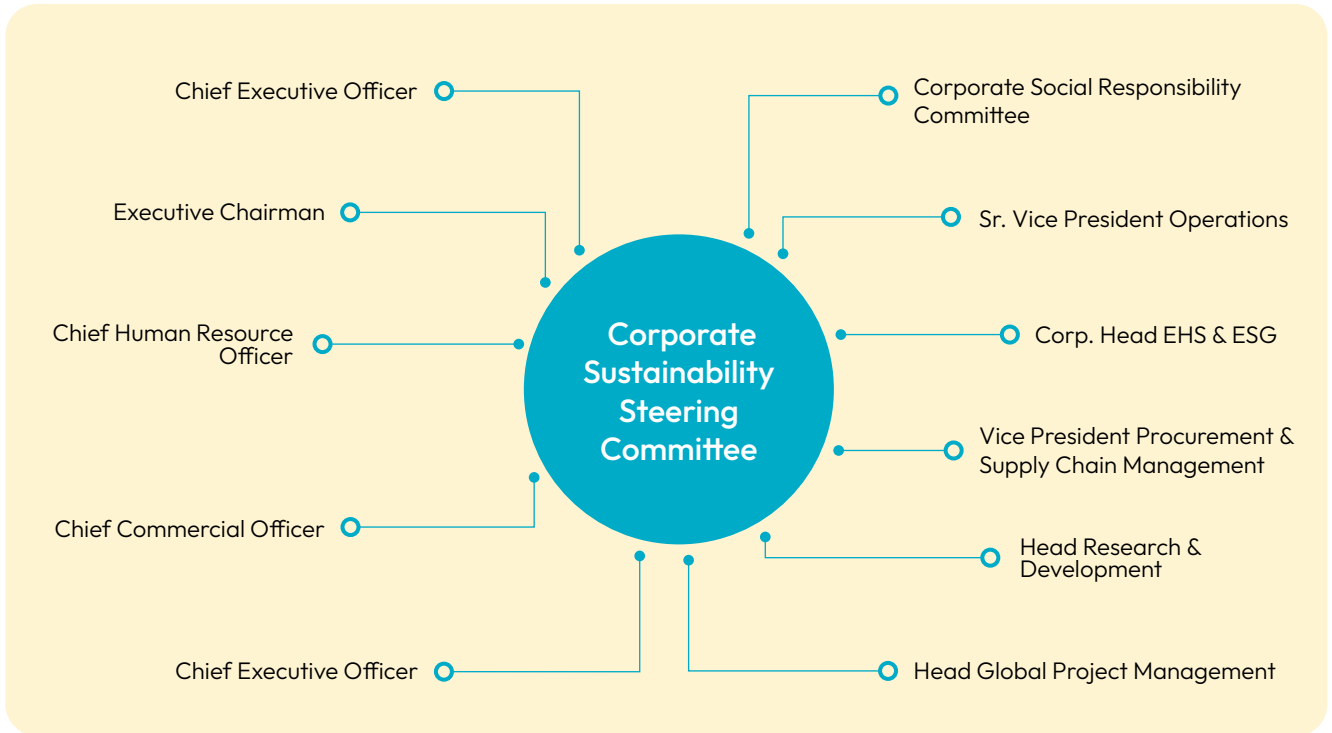 Chief Executive Officer
Executive Chairman
Chief Human Resource
Officer
Chief Commercial Officer
Chief Executive Officer
Corporate
Sustainability
Steering
Committee
Corporate Social Responsibility
Committee
Sr. Vice President Operations
Corp. Head EHS & ESG
Vice President Procurement &
Supply Chain Management
Head Research &
Development
Head Global Project Management